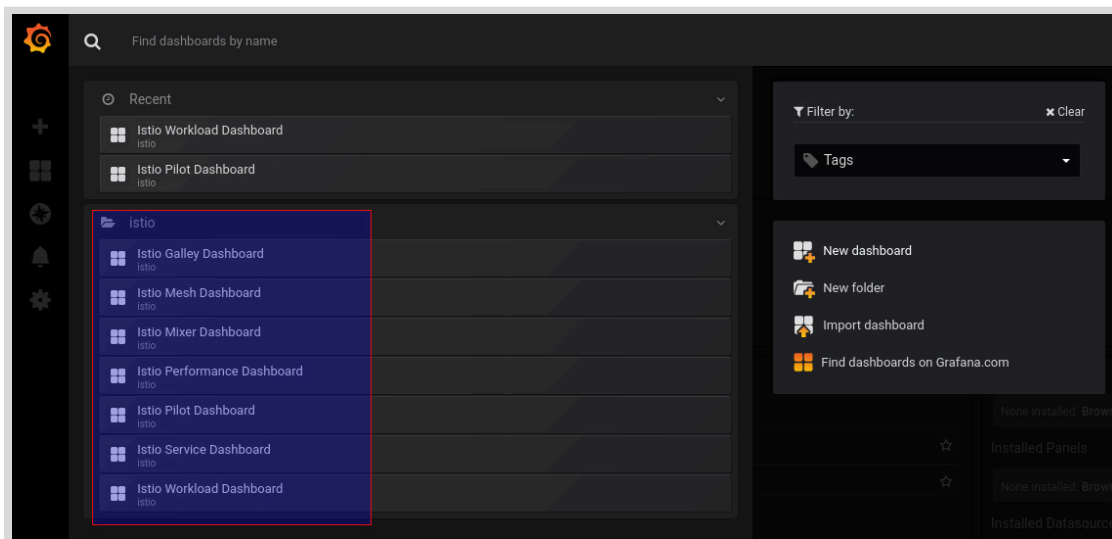 Find dashboards by name
Recent
Istio Workload Dashboard
istio
Istio Pilot Dashboard
istio
istio
Istio Galley Dashboard
istio
Istio Mesh Dashboard
istio
Istio Mixer Dashboard
istio
Istio Performance Dashboard
istio
Istio Pilot Dashboard
istio
Istio Service Dashboard
istio
Istio Workload Dashboard
istio
Filter by:
Clear
Tags
New dashboard
New folder
Import dashboard
Find dashboards on Grafana.com
None installed. Brow
Installed Panels
None installed. Brow
Installed Datasourc